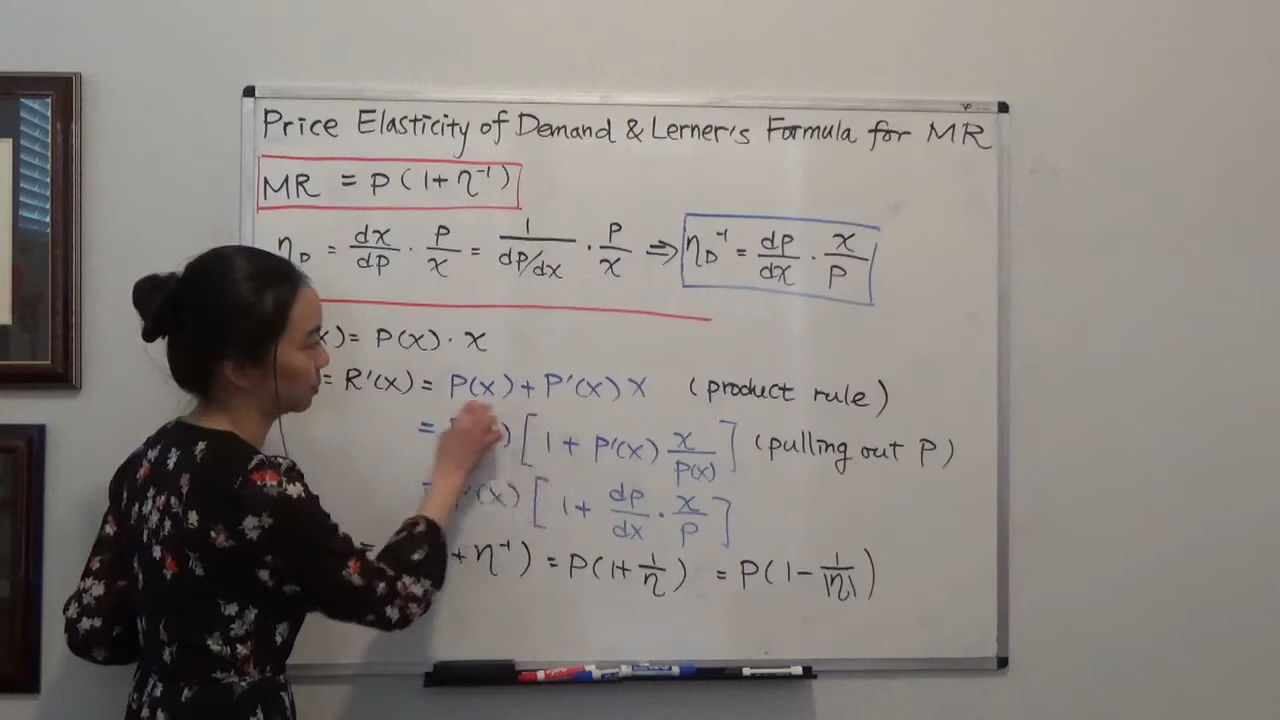 Price Elasticity of Demand & Lerner's Formula for MR
MR = P(1+η⁻¹)
η_D = dx/dp · P/x = 1/(dp/dx) · P/x ⇒ η_D⁻¹ = dp/dx · x/p
x) = P(x)·x
= R'(x) = P(x) + P'(x) x (product rule)
= ) [1 + P'(x) x/P(x)] (pulling out P)
(x) [1 + dp/dx · x/p]
+ η⁻¹) = P(1+1/η) = P(1−1/|η|)